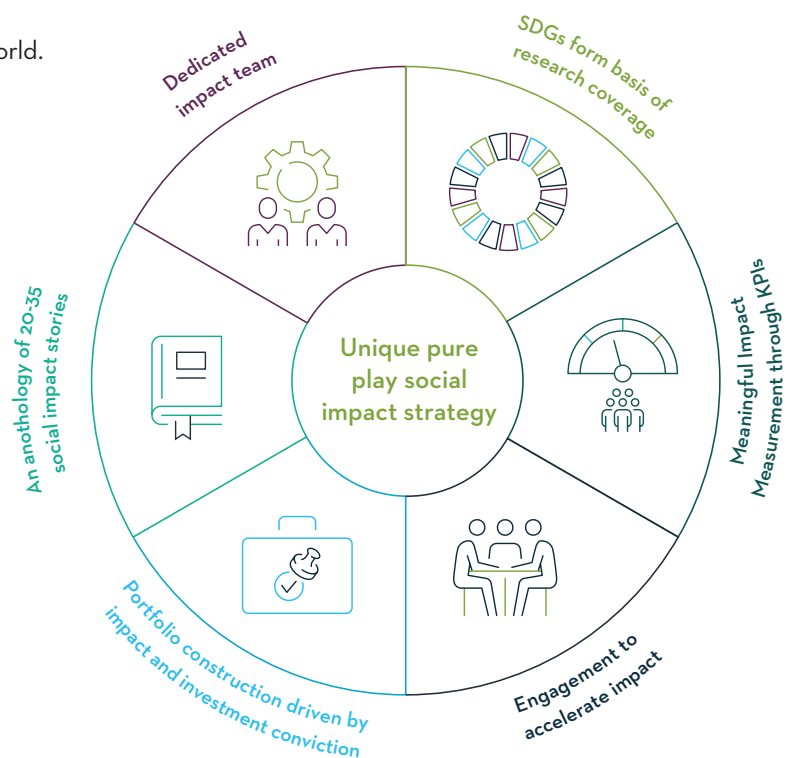 orld.
Dedicated
impact team
SDGs form basis of
research coverage
Meaningful Impact
Measurement through KPIs
Engagement to
accelerate impact
Portfolio construction driven by
impact and investment conviction
An anothology of 20-35
social impact stories
Unique pure
play social
impact strategy